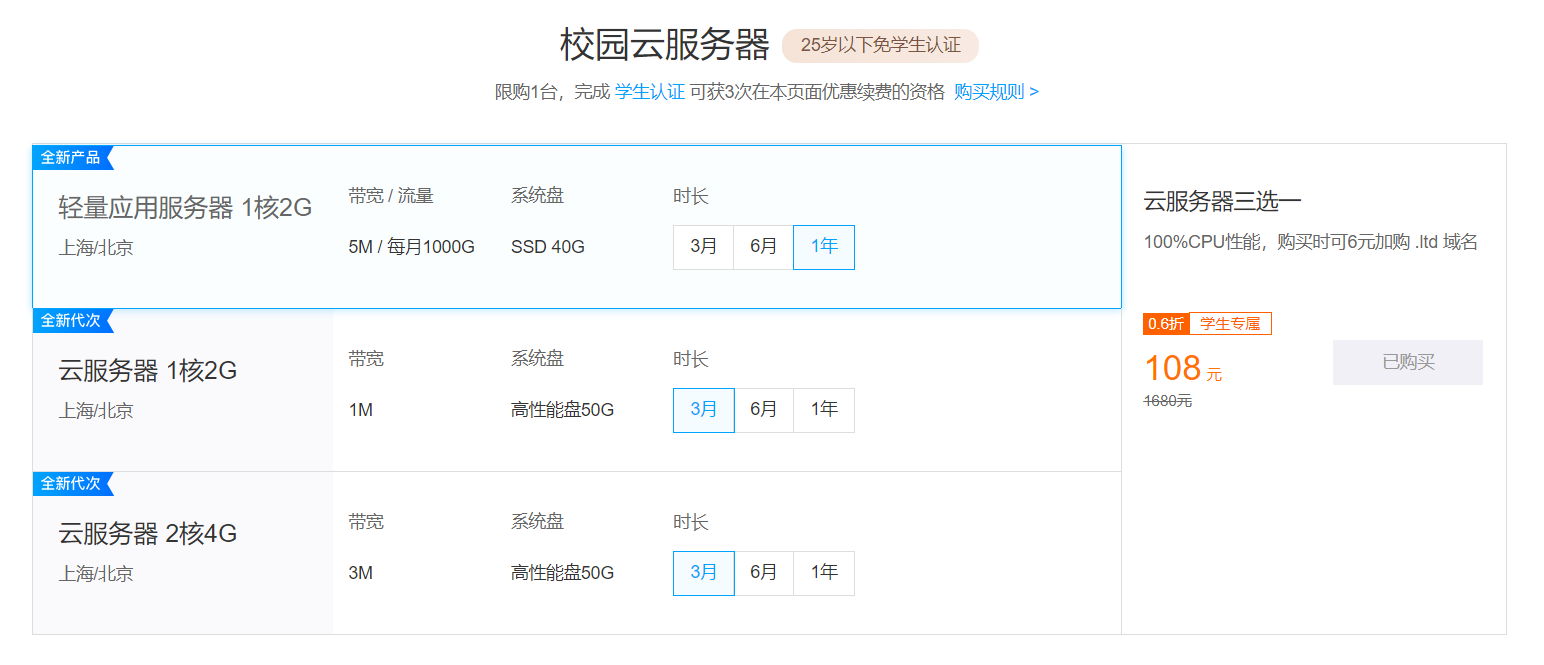 校园云服务器 25岁以下免学生认证
限购1台，完成 学生认证 可获3次在本页面优惠续费的资格 购买规则 >
全新产品
轻量应用服务器 1核2G
上海/北京
带宽 / 流量
5M / 每月1000G
系统盘
SSD 40G
时长
3月 6月 1年
全新代次
云服务器 1核2G
上海/北京
带宽
1M
系统盘
高性能盘50G
时长
3月 6月 1年
全新代次
云服务器 2核4G
上海/北京
带宽
3M
系统盘
高性能盘50G
时长
3月 6月 1年
云服务器三选一
100%CPU性能，购买时可6元加购 .ltd 域名
0.6折 学生专属
108 元
1680元
已购买